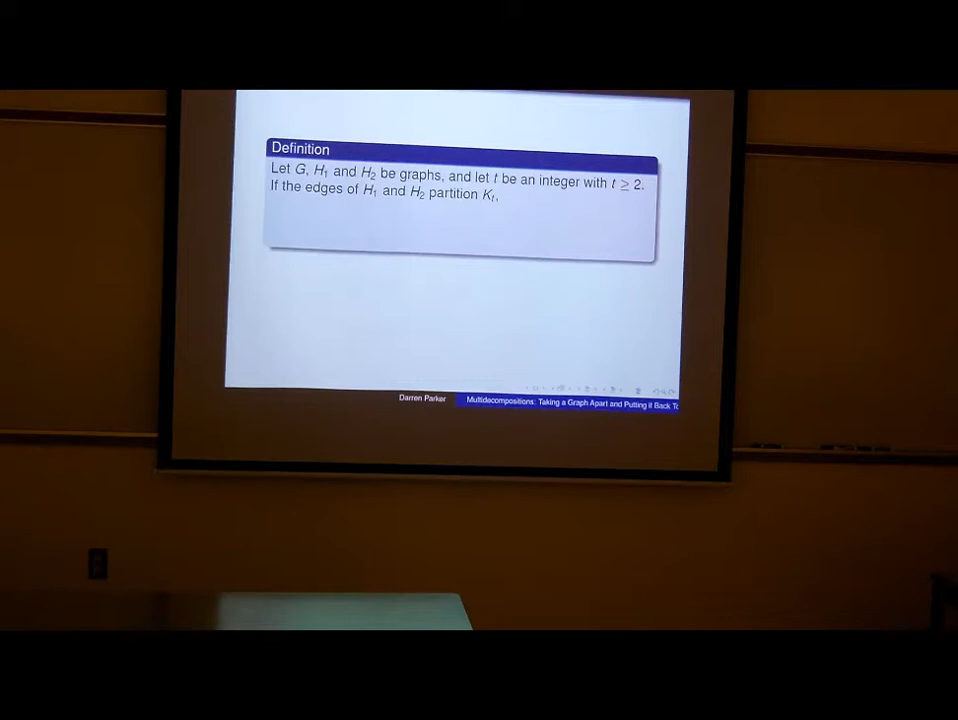 Definition
Let G, H₁ and H₂ be graphs, and let t be an integer with t ≥ 2.
If the edges of H₁ and H₂ partition Kₜ,
Darren Parker
Multidecompositions: Taking a Graph Apart and Putting it Back To